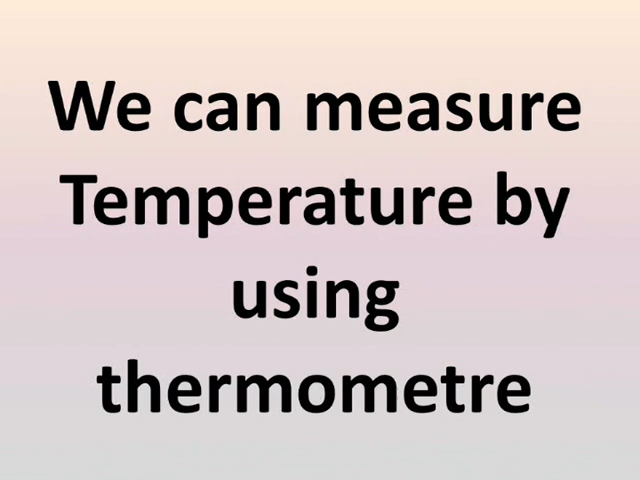 We can measure
Temperature by
using
thermometre